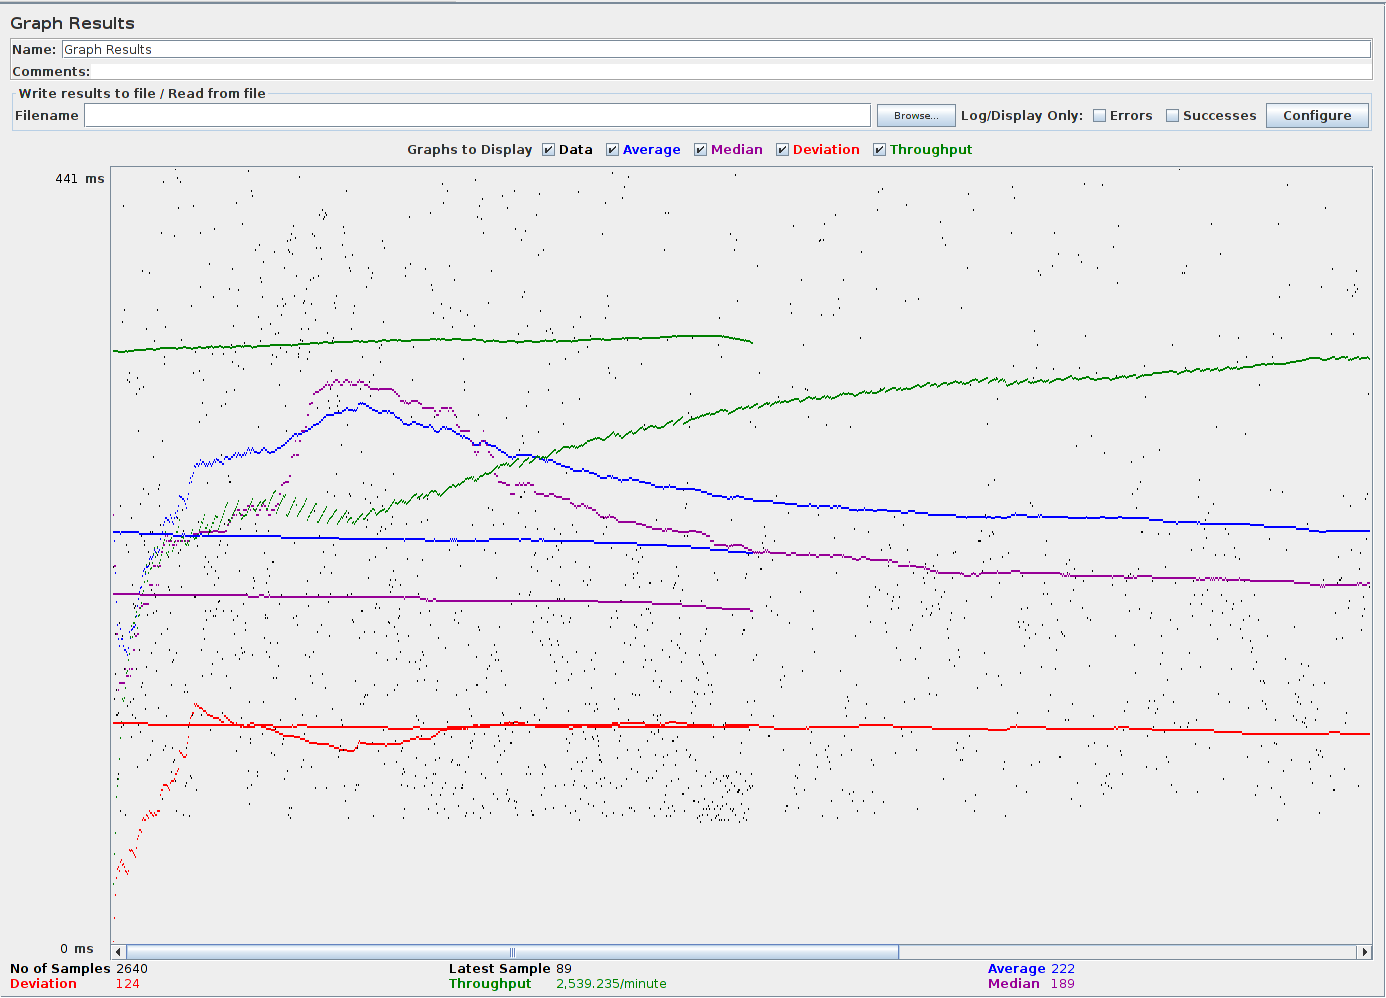 Graph Results
Name: Graph Results
Comments:
Write results to file / Read from file
Filename Browse... Log/Display Only: Errors Successes Configure
Graphs to Display Data Average Median Deviation Throughput
441 ms
0 ms
No of Samples 2640 Latest Sample 89 Average 222
Deviation 124 Throughput 2,539.235/minute Median 189